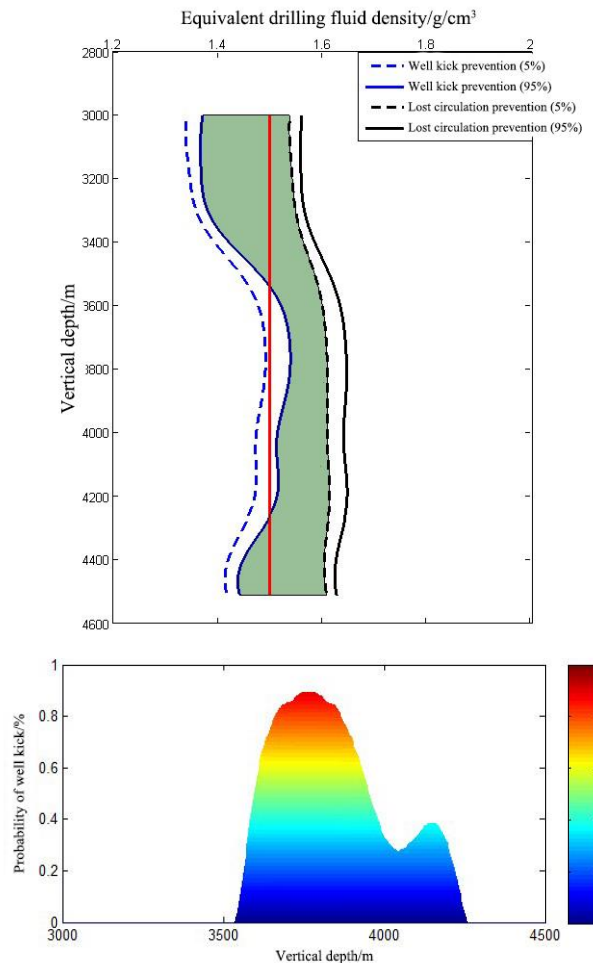 Equivalent drilling fluid density/g/cm³
1.2 1.4 1.6 1.8 2
2800
3000
3200
3400
3600
3800
4000
4200
4400
4600
Vertical depth/m
Well kick prevention (5%)
Well kick prevention (95%)
Lost circulation prevention (5%)
Lost circulation prevention (95%)
1
0.8
0.6
0.4
0.2
0
Probability of well kick/%
3000 3500 4000 4500
Vertical depth/m